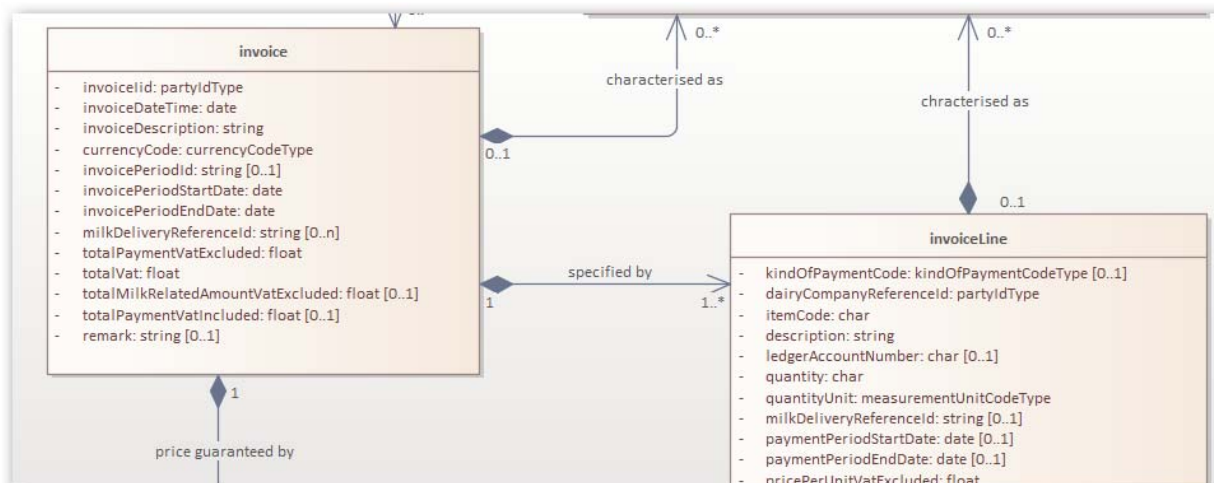 0..*
characterised as
0..*
chracterised as
invoice
- invoiceIid: partyIdType
- invoiceDateTime: date
- invoiceDescription: string
- currencyCode: currencyCodeType
- invoicePeriodId: string [0..1]
- invoicePeriodStartDate: date
- invoicePeriodEndDate: date
- milkDeliveryReferenceId: string [0..n]
- totalPaymentVatExcluded: float
- totalVat: float
- totalMilkRelatedAmountVatExcluded: float [0..1]
- totalPaymentVatIncluded: float [0..1]
- remark: string [0..1]
0..1
0..1
1
specified by
1..*
1
price guaranteed by
invoiceLine
- kindOfPaymentCode: kindOfPaymentCodeType [0..1]
- dairyCompanyReferenceId: partyIdType
- itemCode: char
- description: string
- ledgerAccountNumber: char [0..1]
- quantity: char
- quantityUnit: measurementUnitCodeType
- milkDeliveryReferenceId: string [0..1]
- paymentPeriodStartDate: date [0..1]
- paymentPeriodEndDate: date [0..1]
- pricePerUnitVatExcluded: float